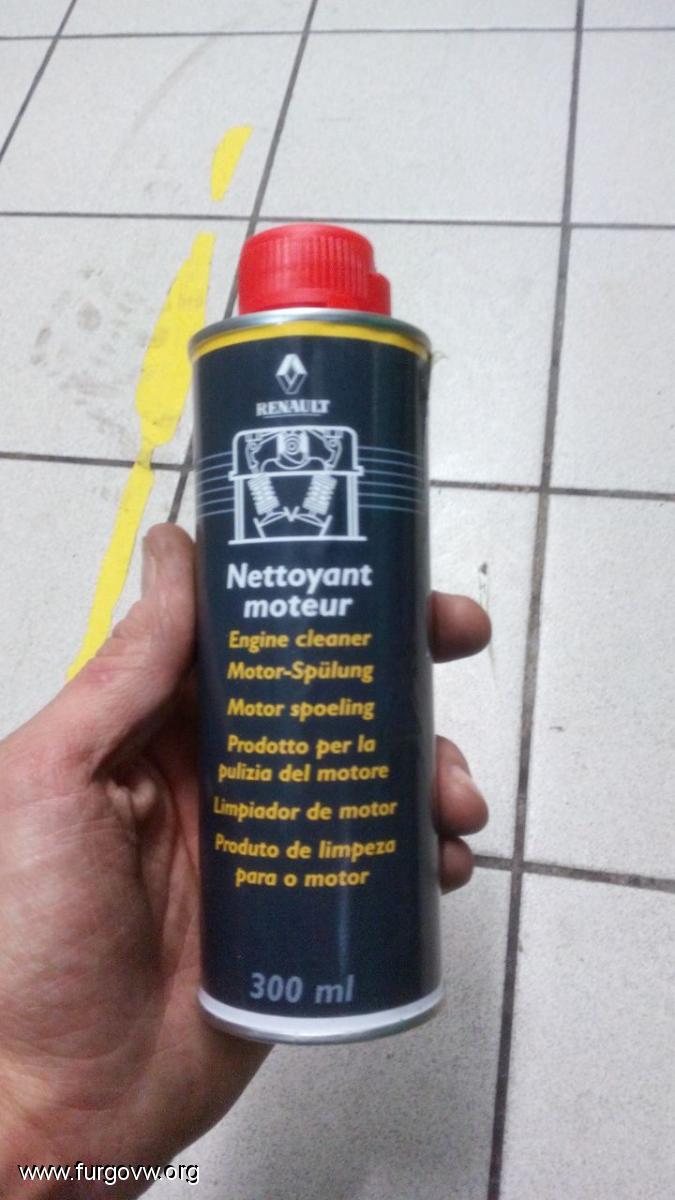 RENAULT
Nettoyant
moteur
Engine cleaner
Motor-Spülung
Motor spoeling
Prodotto per la
pulizia del motore
Limpiador de motor
Produto de limpeza
para o motor
300 ml
www.furgovw.org